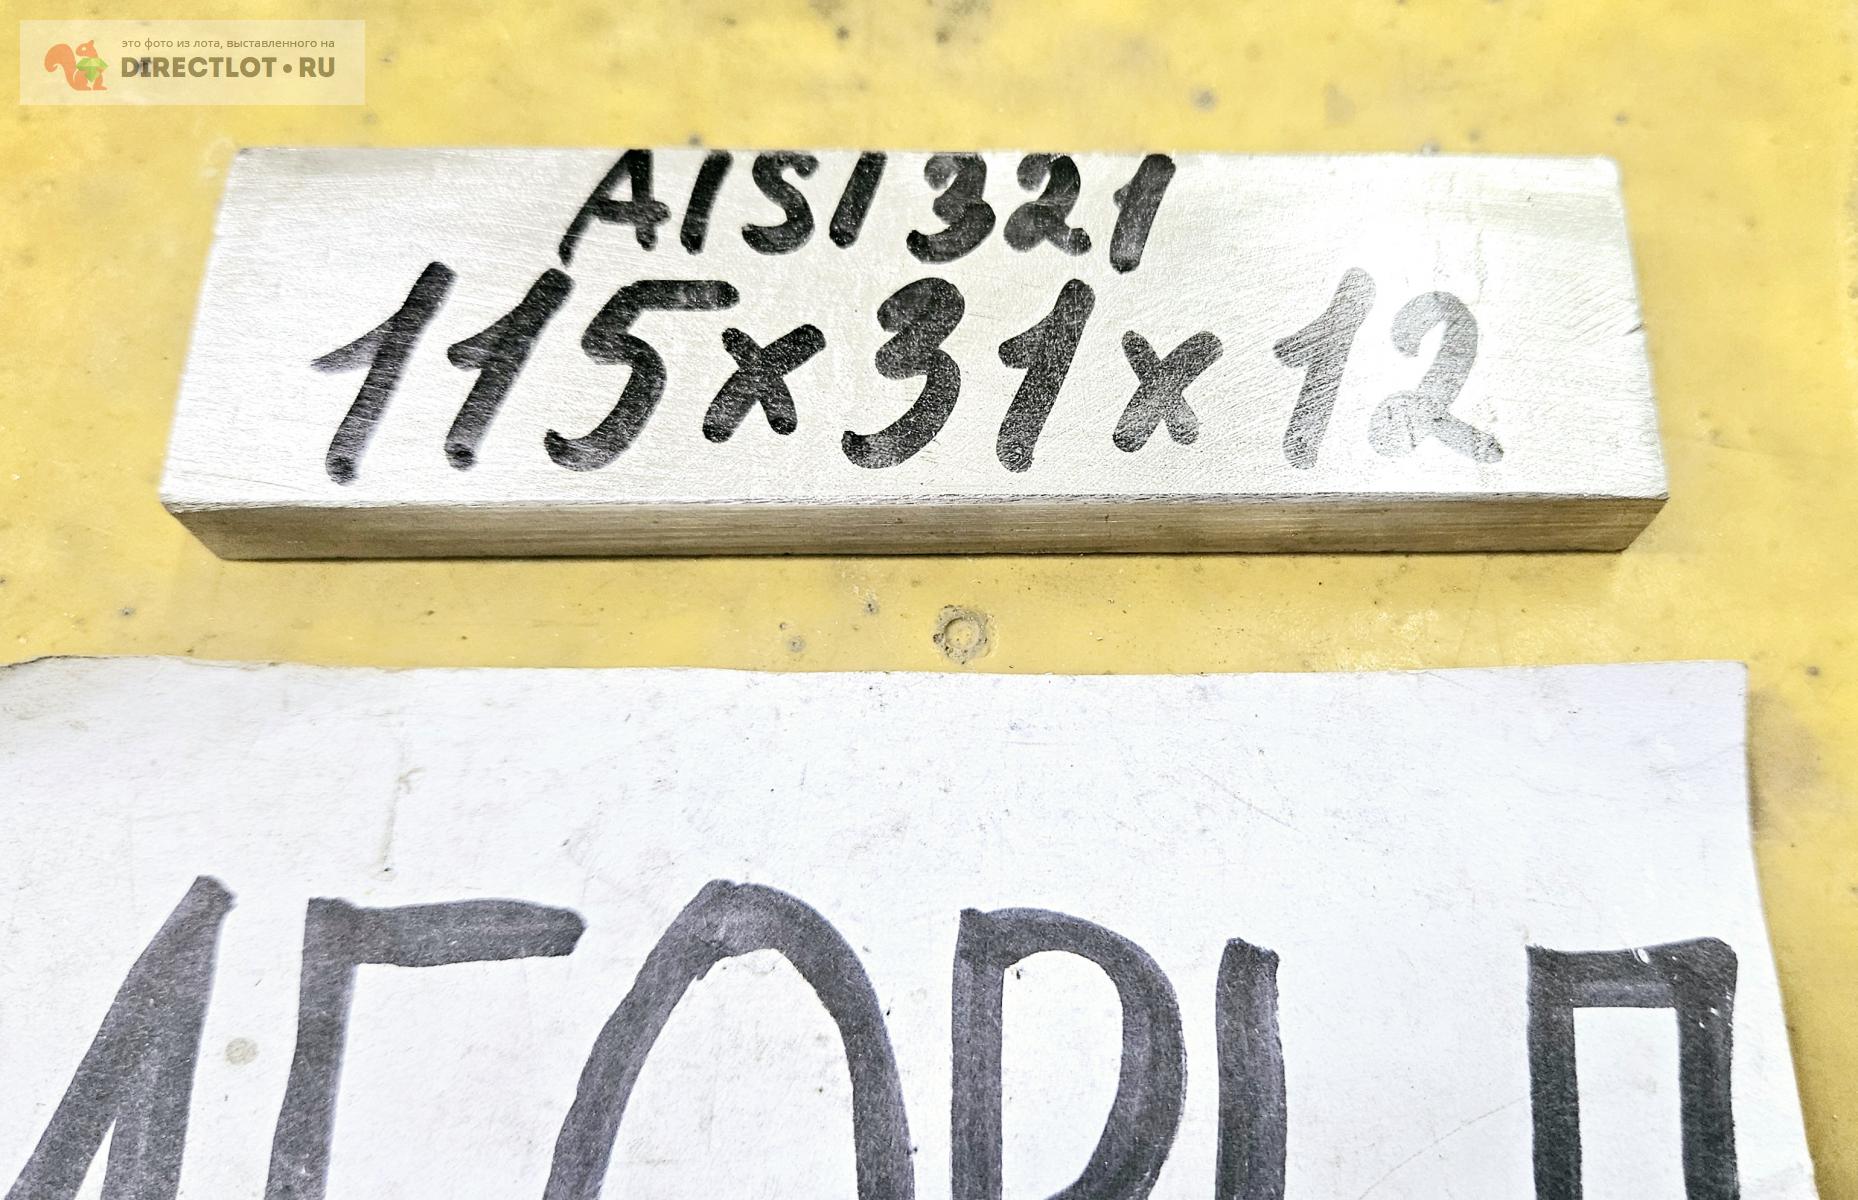 это фото из лота, выставленного на
DIRECTLOT•RU
AISI 321
115x31x12